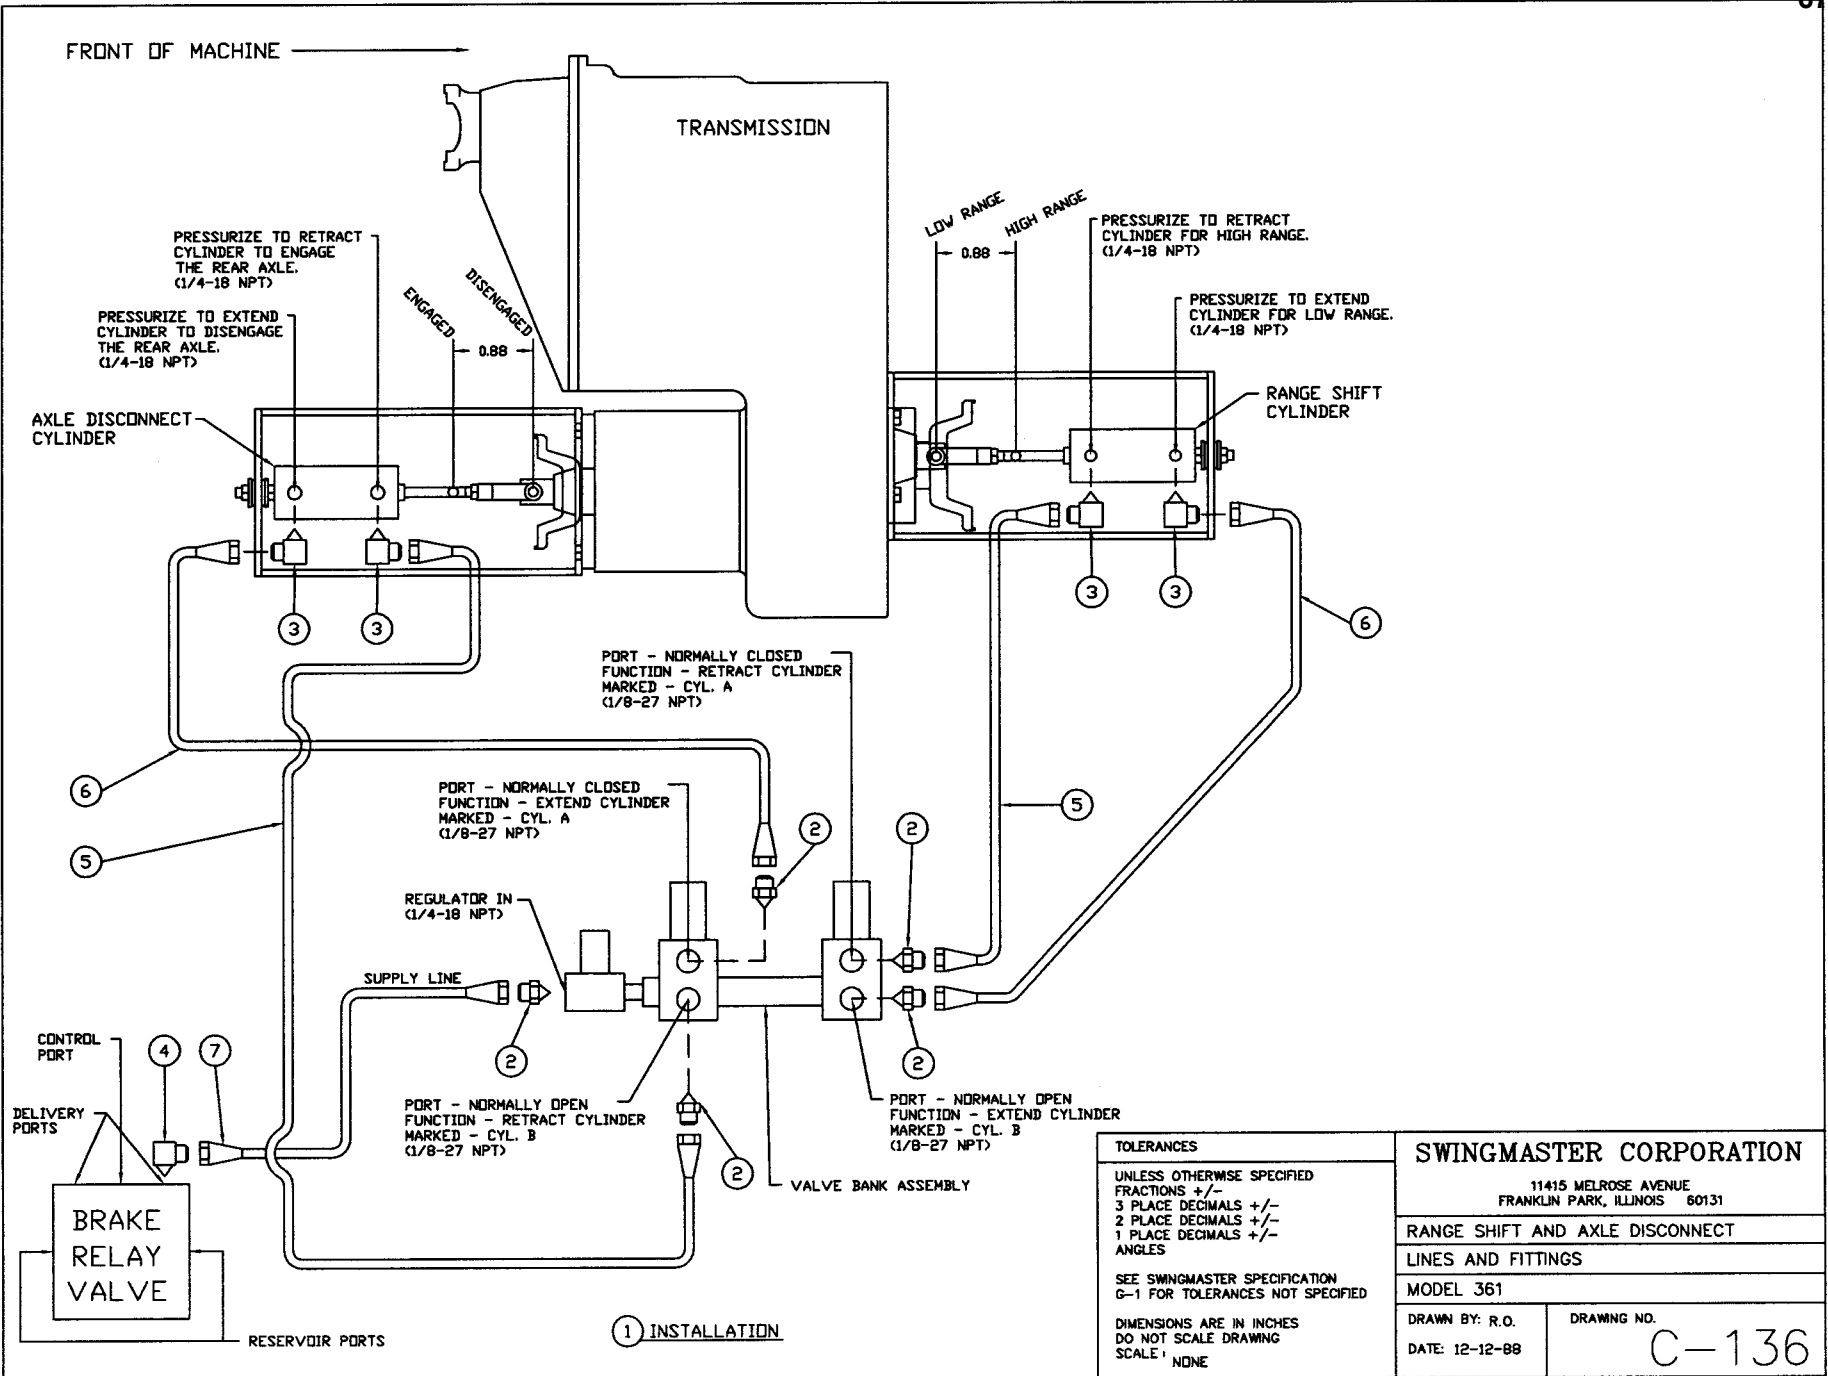 FRONT OF MACHINE
TRANSMISSION
PRESSURIZE TO RETRACT
CYLINDER TO ENGAGE
THE REAR AXLE.
(1/4-18 NPT)
PRESSURIZE TO EXTEND
CYLINDER TO DISENGAGE
THE REAR AXLE.
(1/4-18 NPT)
ENGAGED
DISENGAGED
0.88
LOW RANGE
HIGH RANGE
0.88
PRESSURIZE TO RETRACT
CYLINDER FOR HIGH RANGE.
(1/4-18 NPT)
PRESSURIZE TO EXTEND
CYLINDER FOR LOW RANGE.
(1/4-18 NPT)
AXLE DISCONNECT
CYLINDER
RANGE SHIFT
CYLINDER
3
3
3
3
6
PORT - NORMALLY CLOSED
FUNCTION - RETRACT CYLINDER
MARKED - CYL. A
(1/8-27 NPT)
6
5
PORT - NORMALLY CLOSED
FUNCTION - EXTEND CYLINDER
MARKED - CYL. A
(1/8-27 NPT)
2
2
5
REGULATOR IN
(1/4-18 NPT)
SUPPLY LINE
2
2
CONTROL
PORT
4
7
DELIVERY
PORTS
PORT - NORMALLY OPEN
FUNCTION - RETRACT CYLINDER
MARKED - CYL. B
(1/8-27 NPT)
2
PORT - NORMALLY OPEN
FUNCTION - EXTEND CYLINDER
MARKED - CYL. B
(1/8-27 NPT)
VALVE BANK ASSEMBLY
BRAKE
RELAY
VALVE
RESERVOIR PORTS
1 INSTALLATION
TOLERANCES
UNLESS OTHERWISE SPECIFIED
FRACTIONS +/-
3 PLACE DECIMALS +/-
2 PLACE DECIMALS +/-
1 PLACE DECIMALS +/-
ANGLES
SEE SWINGMASTER SPECIFICATION
G-1 FOR TOLERANCES NOT SPECIFIED
DIMENSIONS ARE IN INCHES
DO NOT SCALE DRAWING
SCALE: NONE
SWINGMASTER CORPORATION
11415 MELROSE AVENUE
FRANKLIN PARK, ILLINOIS 60131
RANGE SHIFT AND AXLE DISCONNECT
LINES AND FITTINGS
MODEL 361
DRAWN BY: R.O.
DATE: 12-12-88
DRAWING NO.
C-136